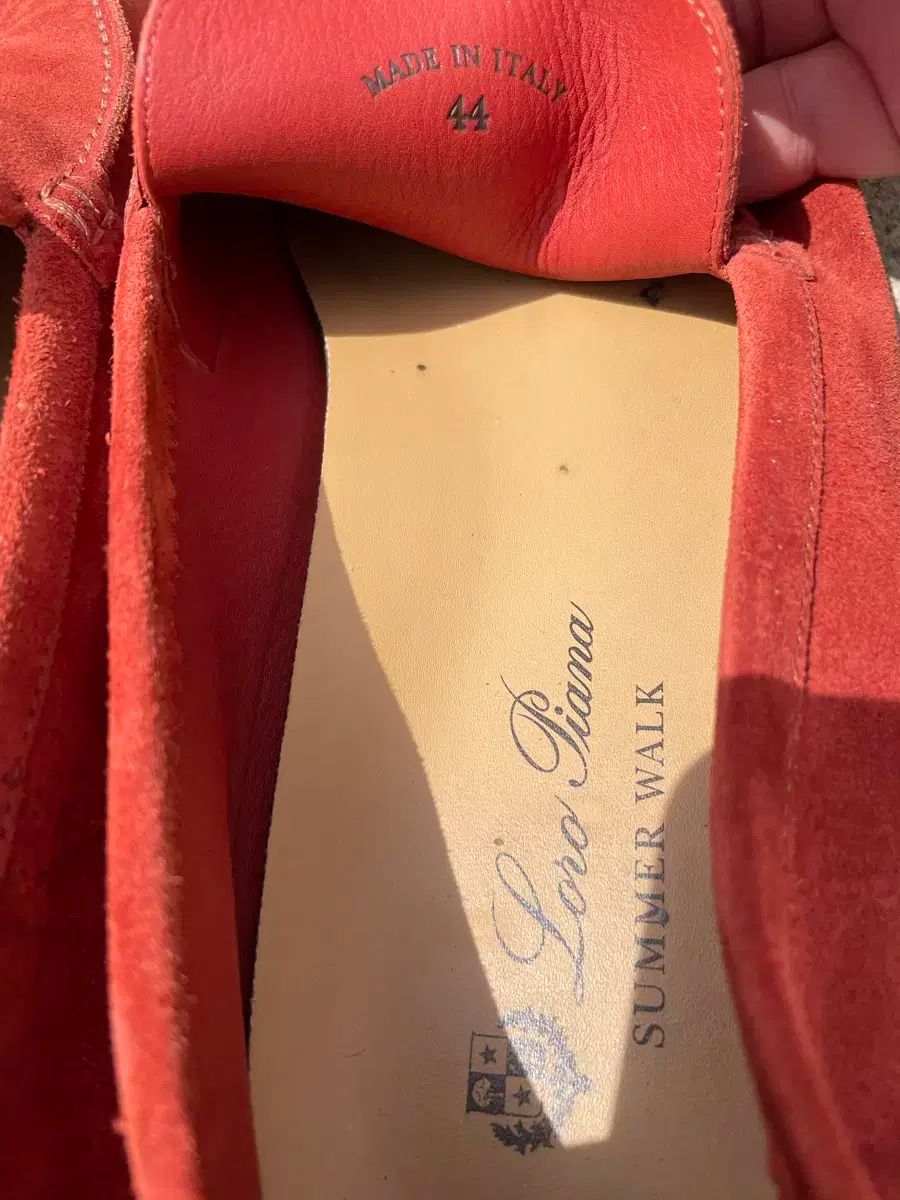 MADE IN ITALY
44
Loro Piana
SUMMER WALK